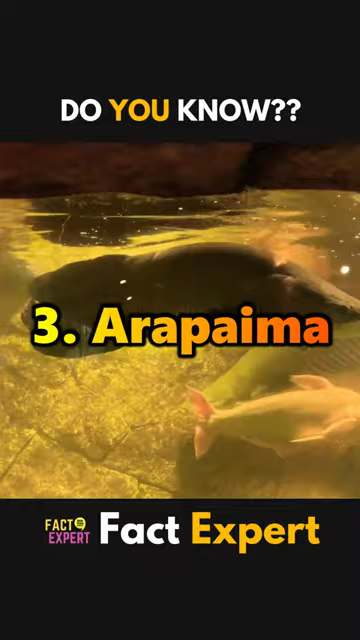 DO YOU KNOW??
3. Arapaima
FACT
EXPERT
Fact Expert